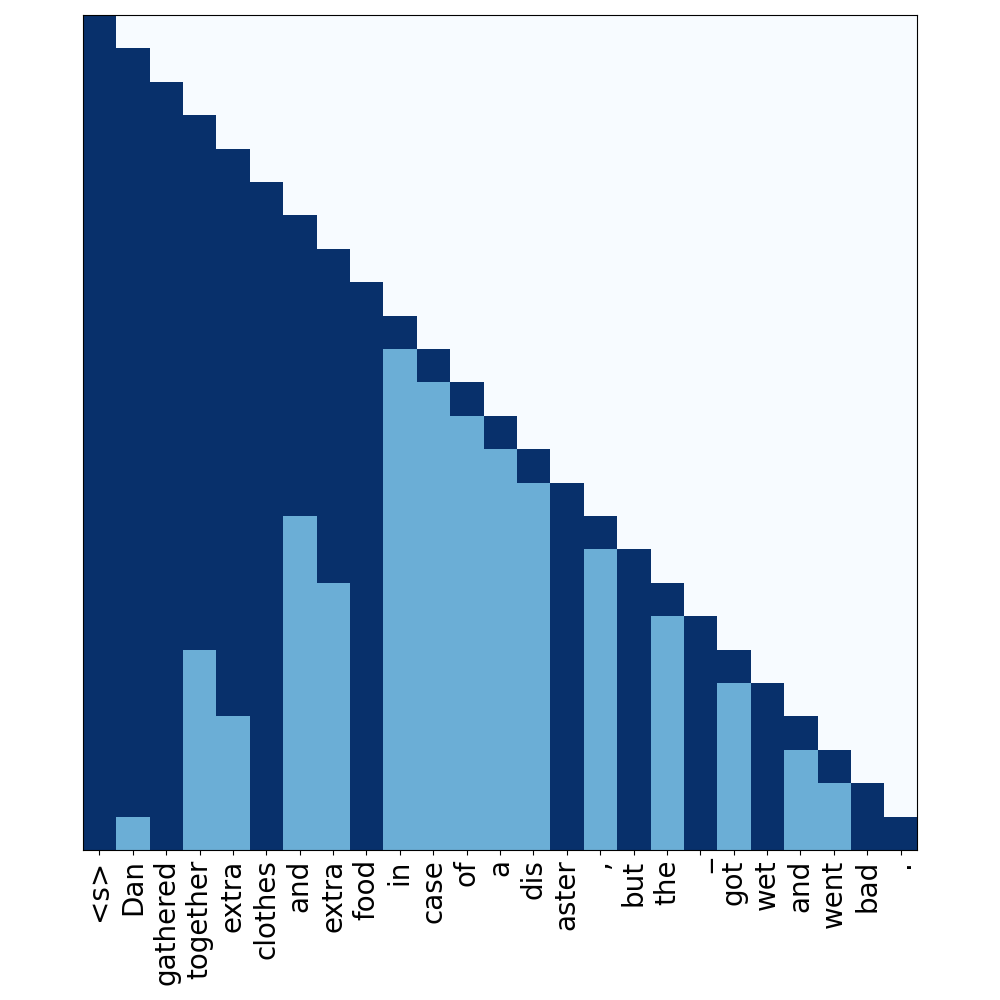 <s>
Dan
gathered
together
extra
clothes
and
extra
food
in
case
of
a
dis
aster
,
but
the
_
got
wet
and
went
bad
.